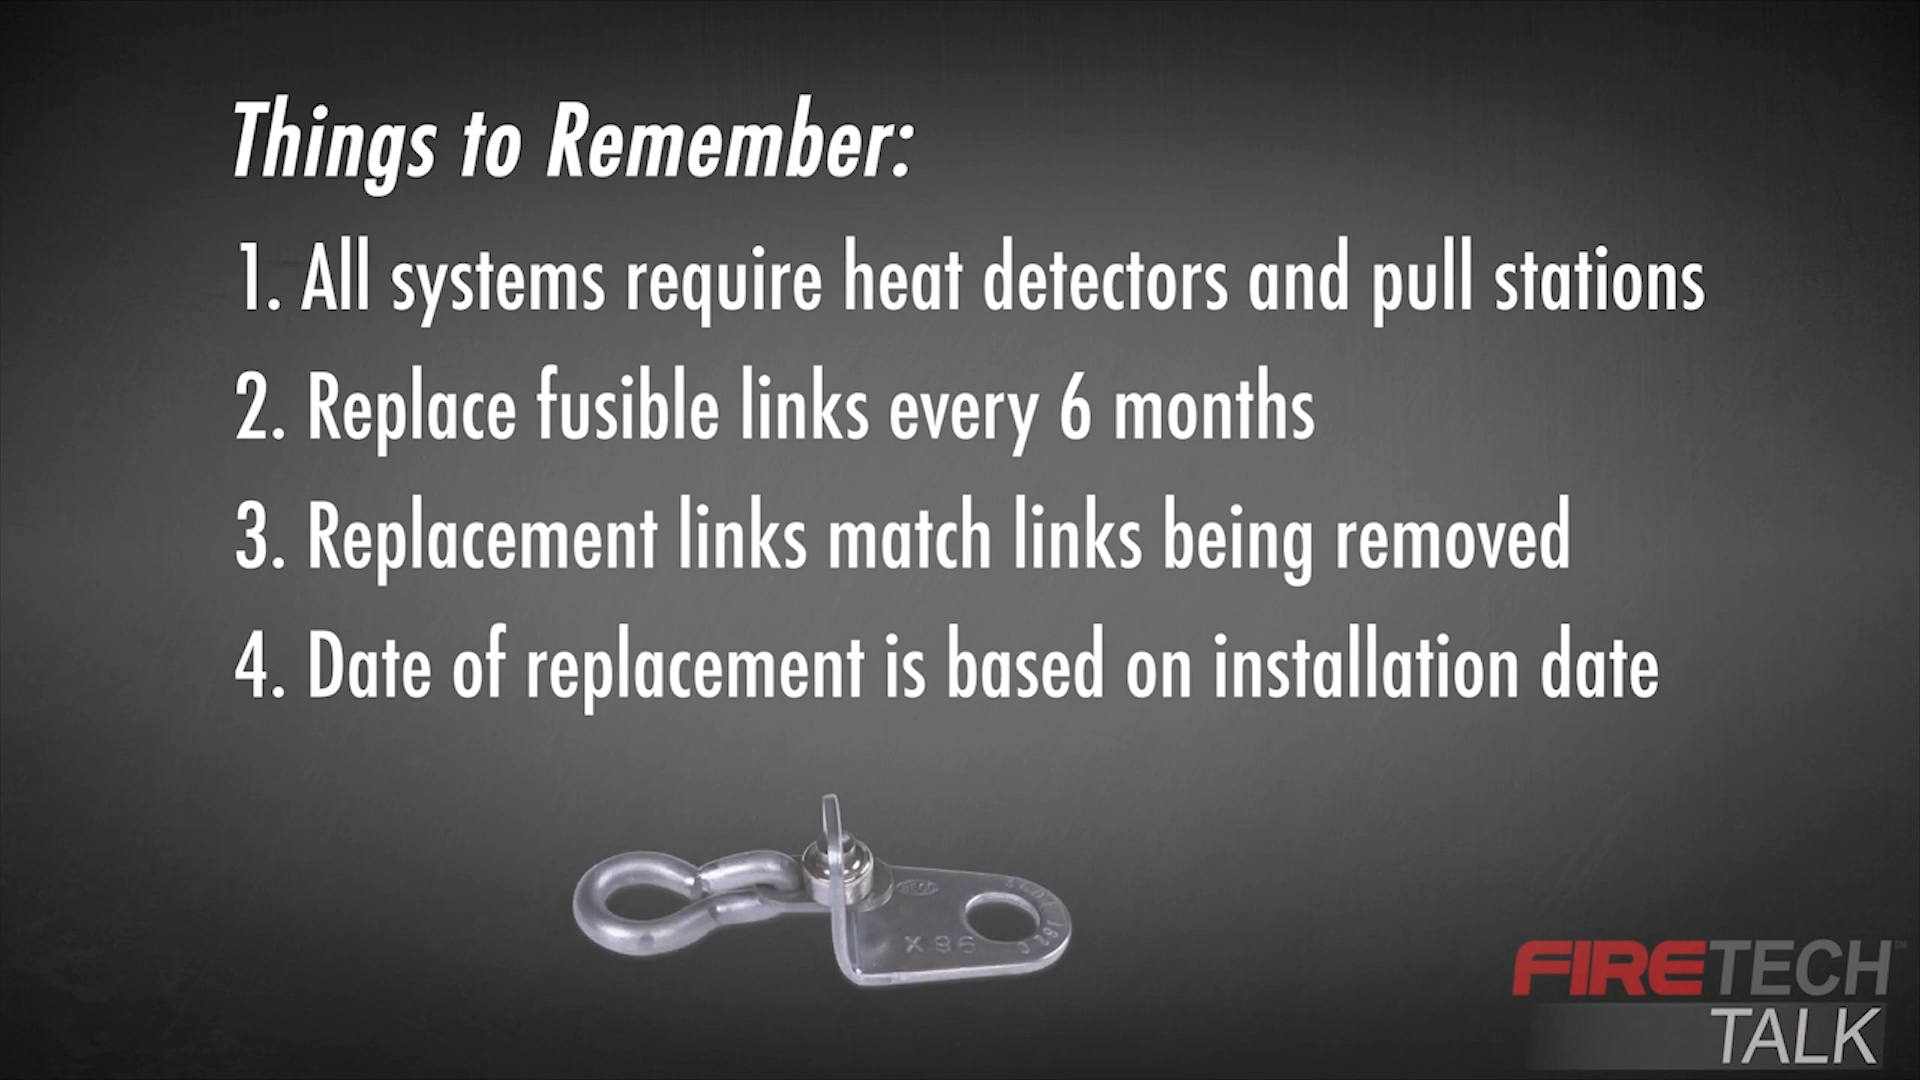 Things to Remember:
1. All systems require heat detectors and pull stations
2. Replace fusible links every 6 months
3. Replacement links match links being removed
4. Date of replacement is based on installation date
X 86
FIRETECH
TALK